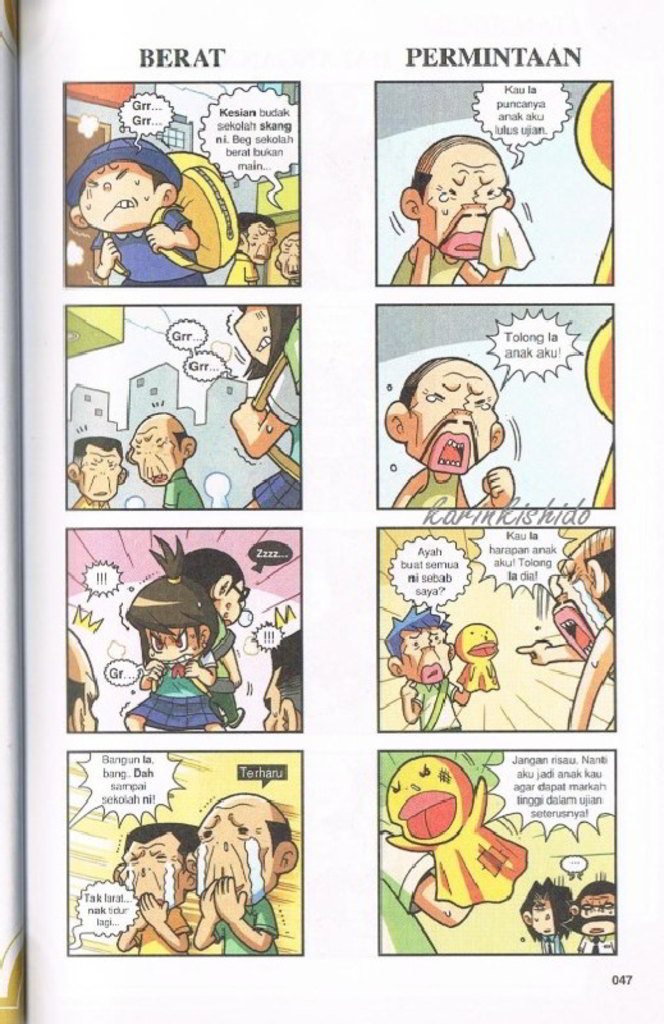 BERAT
Grr...
Grr...
Kesian budak
sekolah skang
ni. Beg sekolah
berat bukan
main...
Grr...
Grr...
!!!
Zzzz...
!!!
Gr...
Bangun la,
bang. Dah
sampai
sekolah ni!
Terharu
Tak larat...
nak tidur
lagi...
PERMINTAAN
Kau la
puncanya
anak aku
lulus ujian.
Tolong la
anak aku!
karinkishido
Ayah
buat semua
ni sebab
saya?
Kau la
harapan anak
aku! Tolong
la dia!
Jangan risau. Nanti
aku jadi anak kau
agar dapat markah
tinggi dalam ujian
seterusnya!
...
047